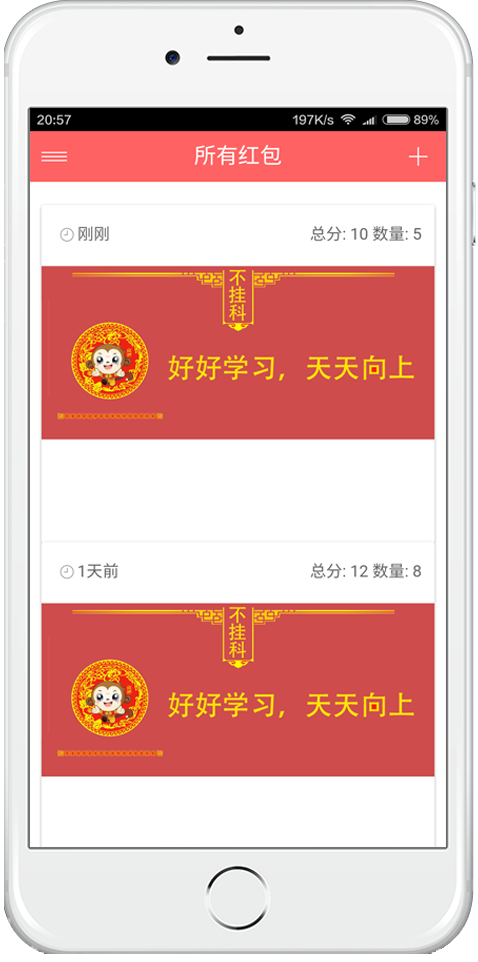 20:57 197K/s 89%
所有红包
刚刚 总分: 10 数量: 5
不挂科
好好学习，天天向上
1天前 总分: 12 数量: 8
不挂科
好好学习，天天向上